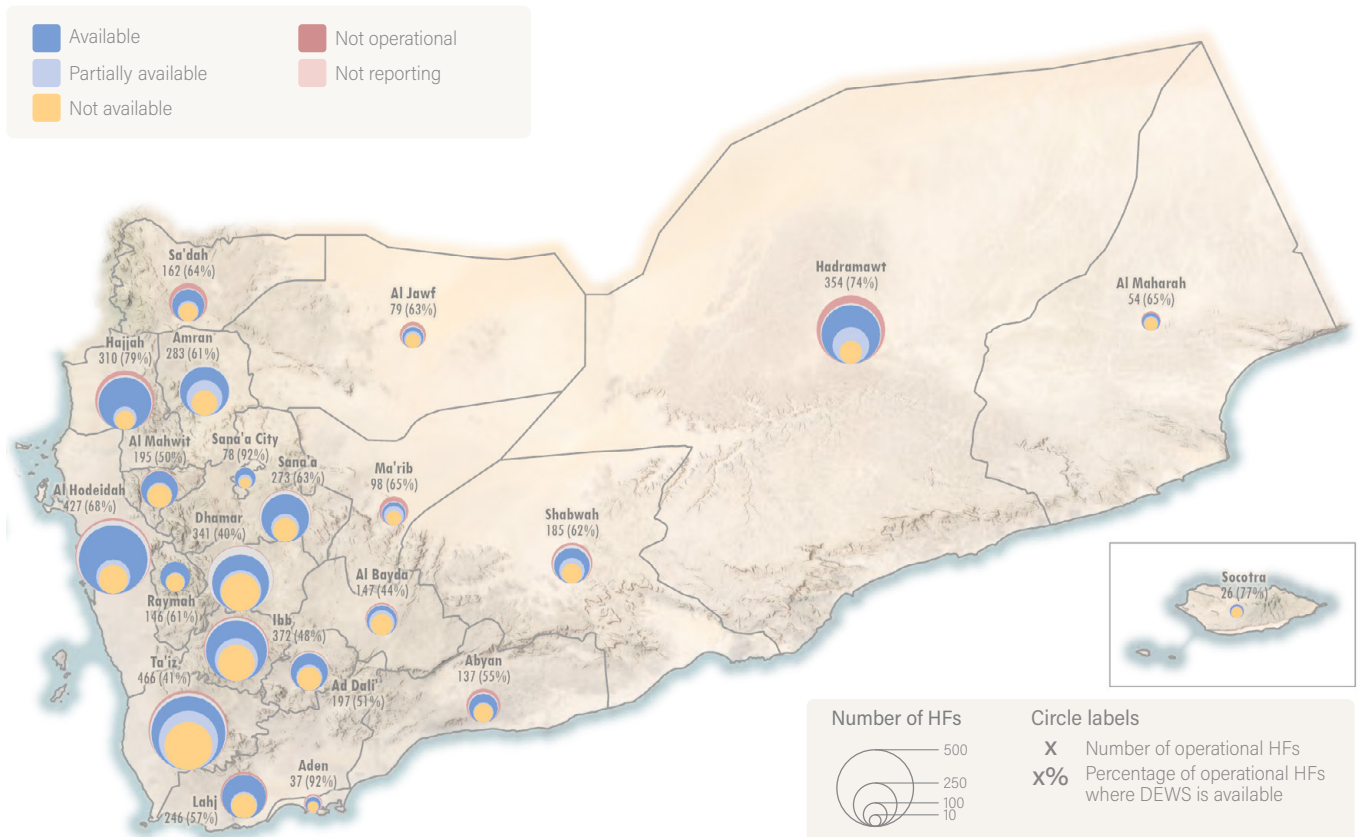 Available
Partially available
Not available
Not operational
Not reporting
Sa'dah
162 (64%)
Al Jawf
79 (63%)
Hadramawt
354 (74%)
Al Maharah
54 (65%)
Hajjah
310 (79%)
Amran
283 (61%)
Al Mahwit
195 (50%)
Sana'a City
78 (92%)
Sana'a
273 (63%)
Ma'rib
98 (65%)
Al Hodeidah
427 (68%)
Dhamar
341 (40%)
Shabwah
185 (62%)
Al Bayda
147 (44%)
Raymah
146 (61%)
Ibb
372 (48%)
Ta'iz
466 (41%)
Ad Dali'
197 (51%)
Abyan
137 (55%)
Aden
37 (92%)
Lahj
246 (57%)
Socotra
26 (77%)
Number of HFs
500
250
100
10
Circle labels
X Number of operational HFs
x% Percentage of operational HFs
where DEWS is available